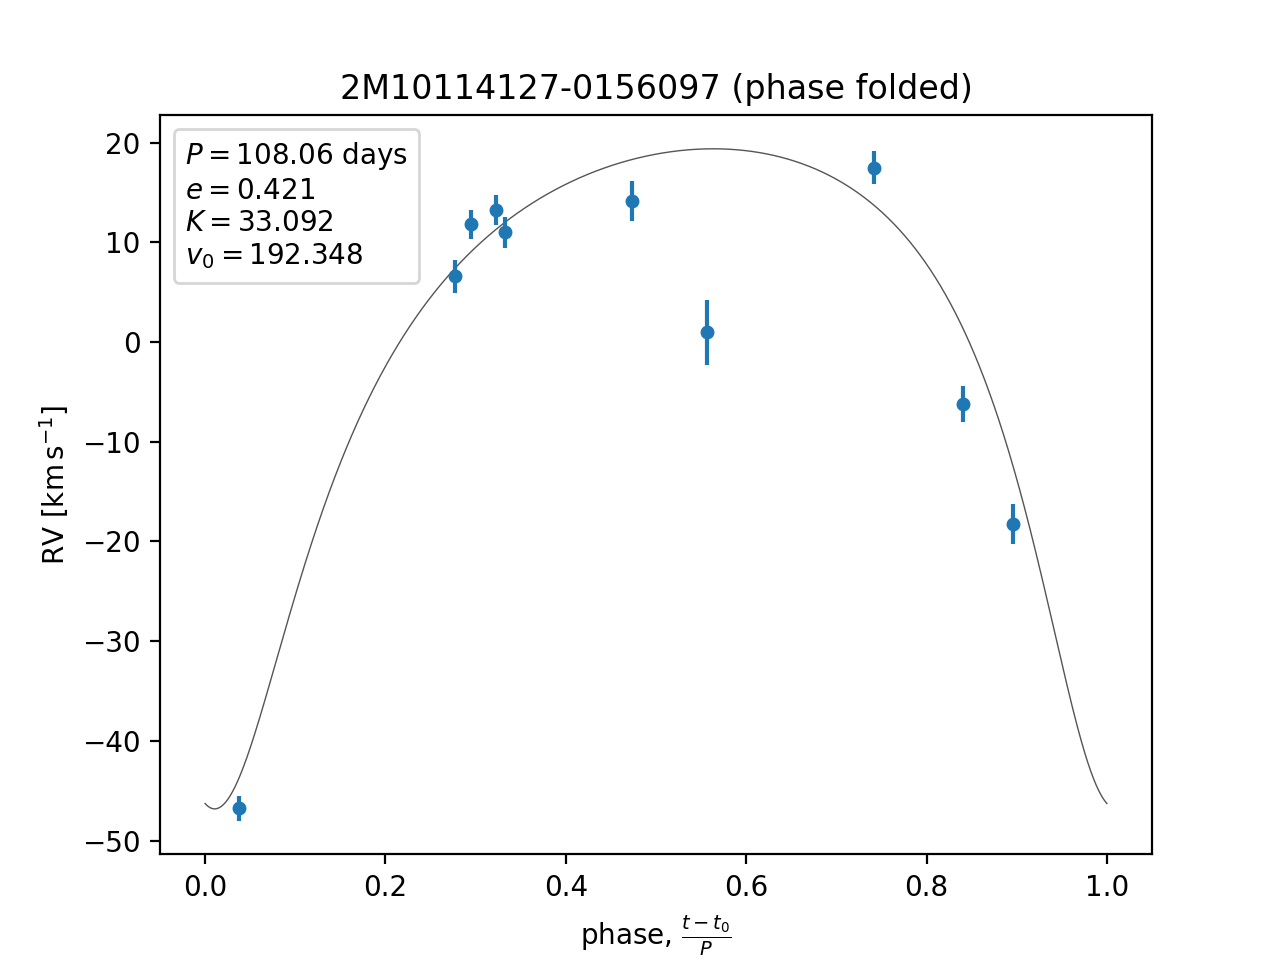 2M10114127-0156097 (phase folded)
P = 108.06 days
e = 0.421
K = 33.092
v₀ = 192.348
20
10
0
−10
−20
−30
−40
−50
RV [km s⁻¹]
0.0 0.2 0.4 0.6 0.8 1.0
phase, (t − t₀)/P